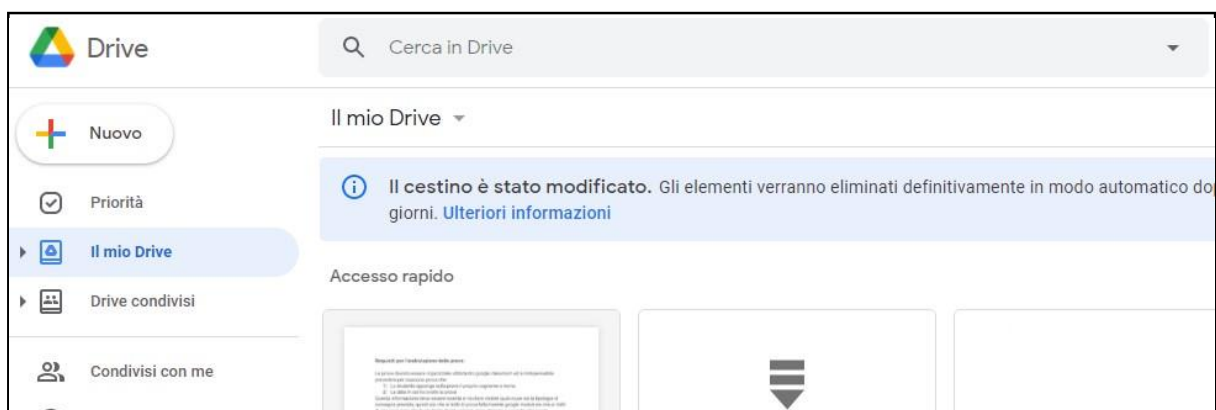 Drive
Cerca in Drive
Nuovo
Il mio Drive
Priorità
Il cestino è stato modificato. Gli elementi verranno eliminati definitivamente in modo automatico
giorni. Ulteriori informazioni
Il mio Drive
Drive condivisi
Accesso rapido
Condivisi con me